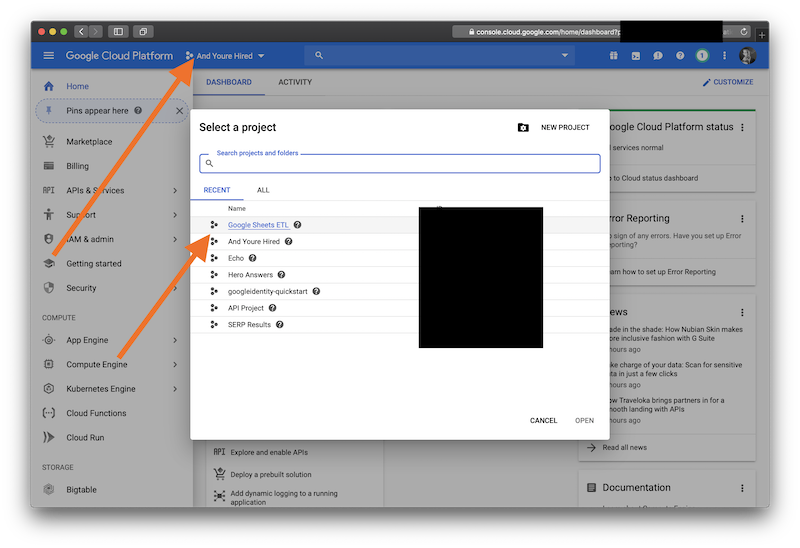 console.cloud.google.com/home/dashboard?
Google Cloud Platform
And Youre Hired
1
Home
DASHBOARD
ACTIVITY
CUSTOMIZE
Pins appear here
Marketplace
Billing
APIs & Services
Support
IAM & admin
Getting started
Security
COMPUTE
App Engine
Compute Engine
Kubernetes Engine
Cloud Functions
Cloud Run
STORAGE
Bigtable
Select a project
NEW PROJECT
Search projects and folders
RECENT
ALL
Name
Google Sheets ETL
And Youre Hired
Echo
Hero Answers
googleidentity-quickstart
API Project
SERP Results
CANCEL
OPEN
API Explore and enable APIs
Deploy a prebuilt solution
Add dynamic logging to a running
application
oogle Cloud Platform status
services normal
to Cloud status dashboard
rror Reporting
sign of any errors. Have you set up Error
eporting?
arn how to set up Error Reporting
ews
ade in the shade: How Nubian Skin makes
ore inclusive fashion with G Suite
hours ago
ke charge of your data: Scan for sensitive
ta in just a few clicks
hours ago
ow Traveloka brings partners in for a
mooth landing with APIs
hours ago
Read all news
Documentation